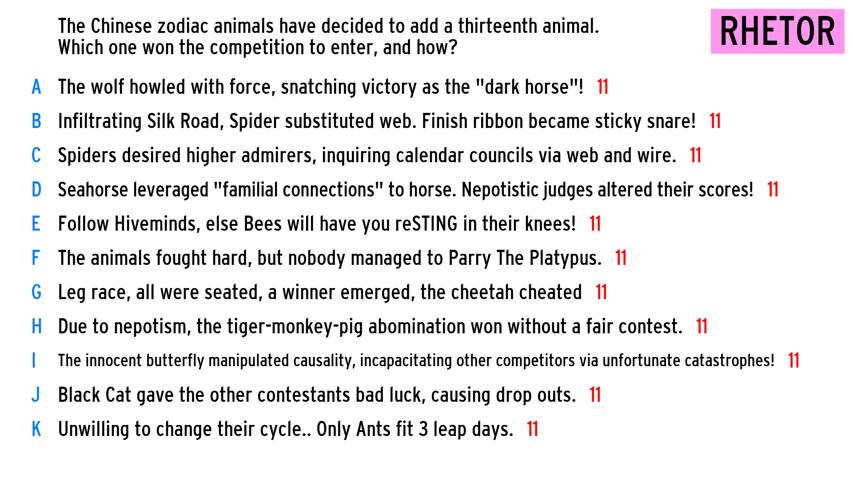 The Chinese zodiac animals have decided to add a thirteenth animal.
Which one won the competition to enter, and how?
RHETOR
A The wolf howled with force, snatching victory as the "dark horse"! 11
B Infiltrating Silk Road, Spider substituted web. Finish ribbon became sticky snare! 11
C Spiders desired higher admirers, inquiring calendar councils via web and wire. 11
D Seahorse leveraged "familial connections" to horse. Nepotistic judges altered their scores! 11
E Follow Hiveminds, else Bees will have you reSTING in their knees! 11
F The animals fought hard, but nobody managed to Parry The Platypus. 11
G Leg race, all were seated, a winner emerged, the cheetah cheated 11
H Due to nepotism, the tiger-monkey-pig abomination won without a fair contest. 11
I The innocent butterfly manipulated causality, incapacitating other competitors via unfortunate catastrophes! 11
J Black Cat gave the other contestants bad luck, causing drop outs. 11
K Unwilling to change their cycle.. Only Ants fit 3 leap days. 11